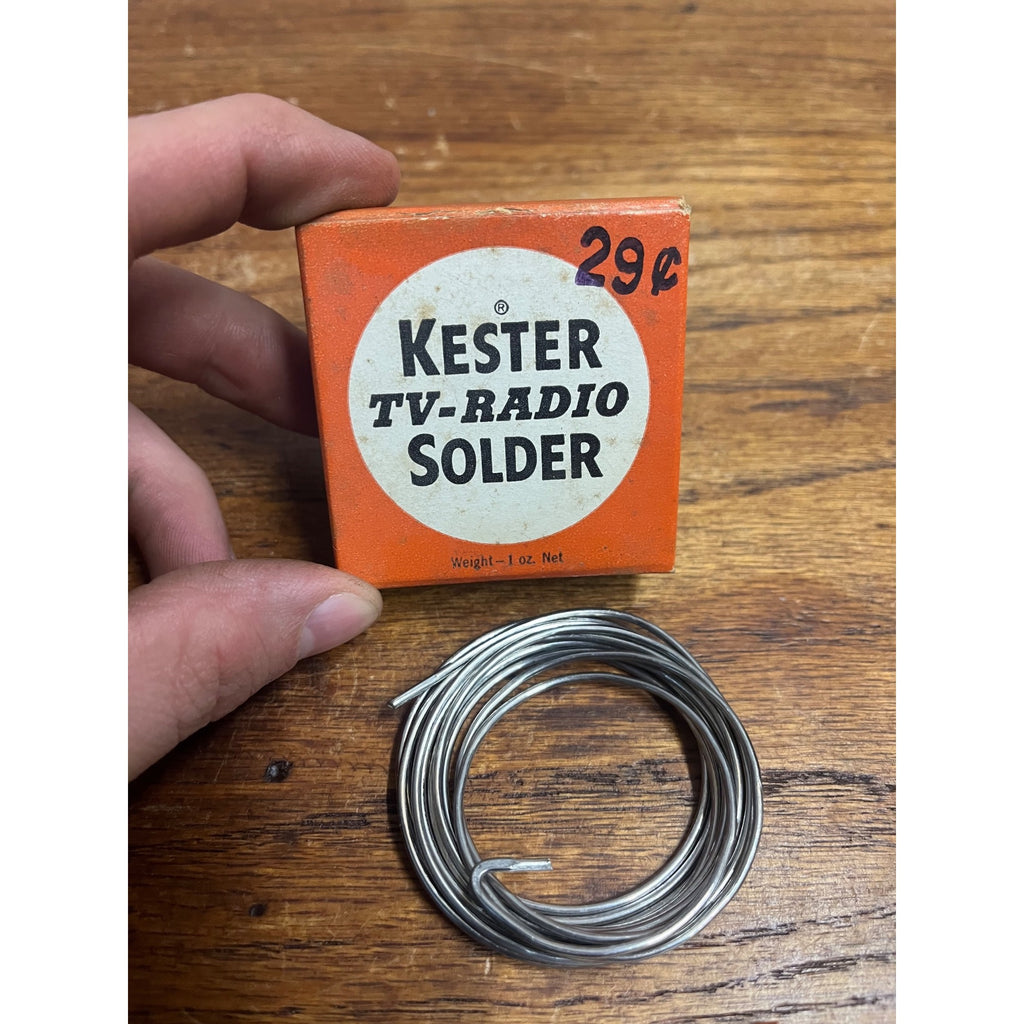 29¢
®
KESTER
TV-RADIO
SOLDER
Weight-1 oz. Net